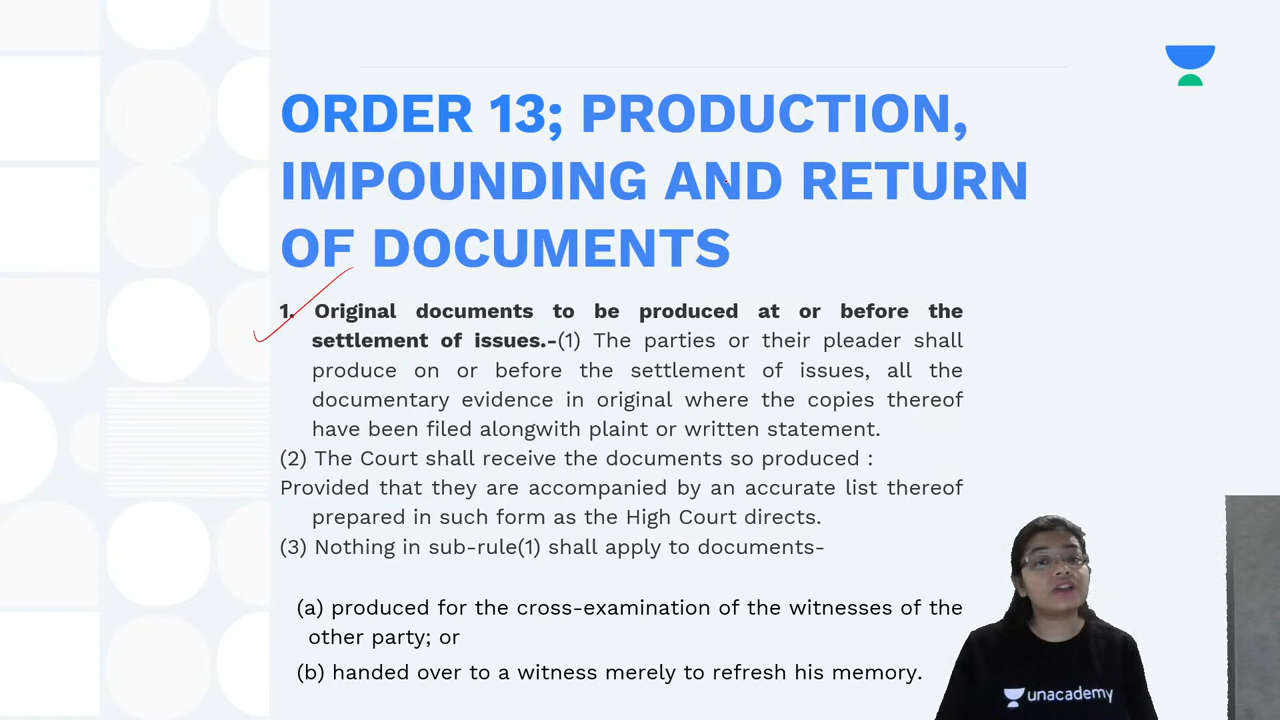 ORDER 13; PRODUCTION,
IMPOUNDING AND RETURN
OF DOCUMENTS
1. Original documents to be produced at or before the
settlement of issues.-(1) The parties or their pleader shall
produce on or before the settlement of issues, all the
documentary evidence in original where the copies thereof
have been filed alongwith plaint or written statement.
(2) The Court shall receive the documents so produced :
Provided that they are accompanied by an accurate list thereof
prepared in such form as the High Court directs.
(3) Nothing in sub-rule(1) shall apply to documents-
(a) produced for the cross-examination of the witnesses of the
other party; or
(b) handed over to a witness merely to refresh his memory.
unacademy